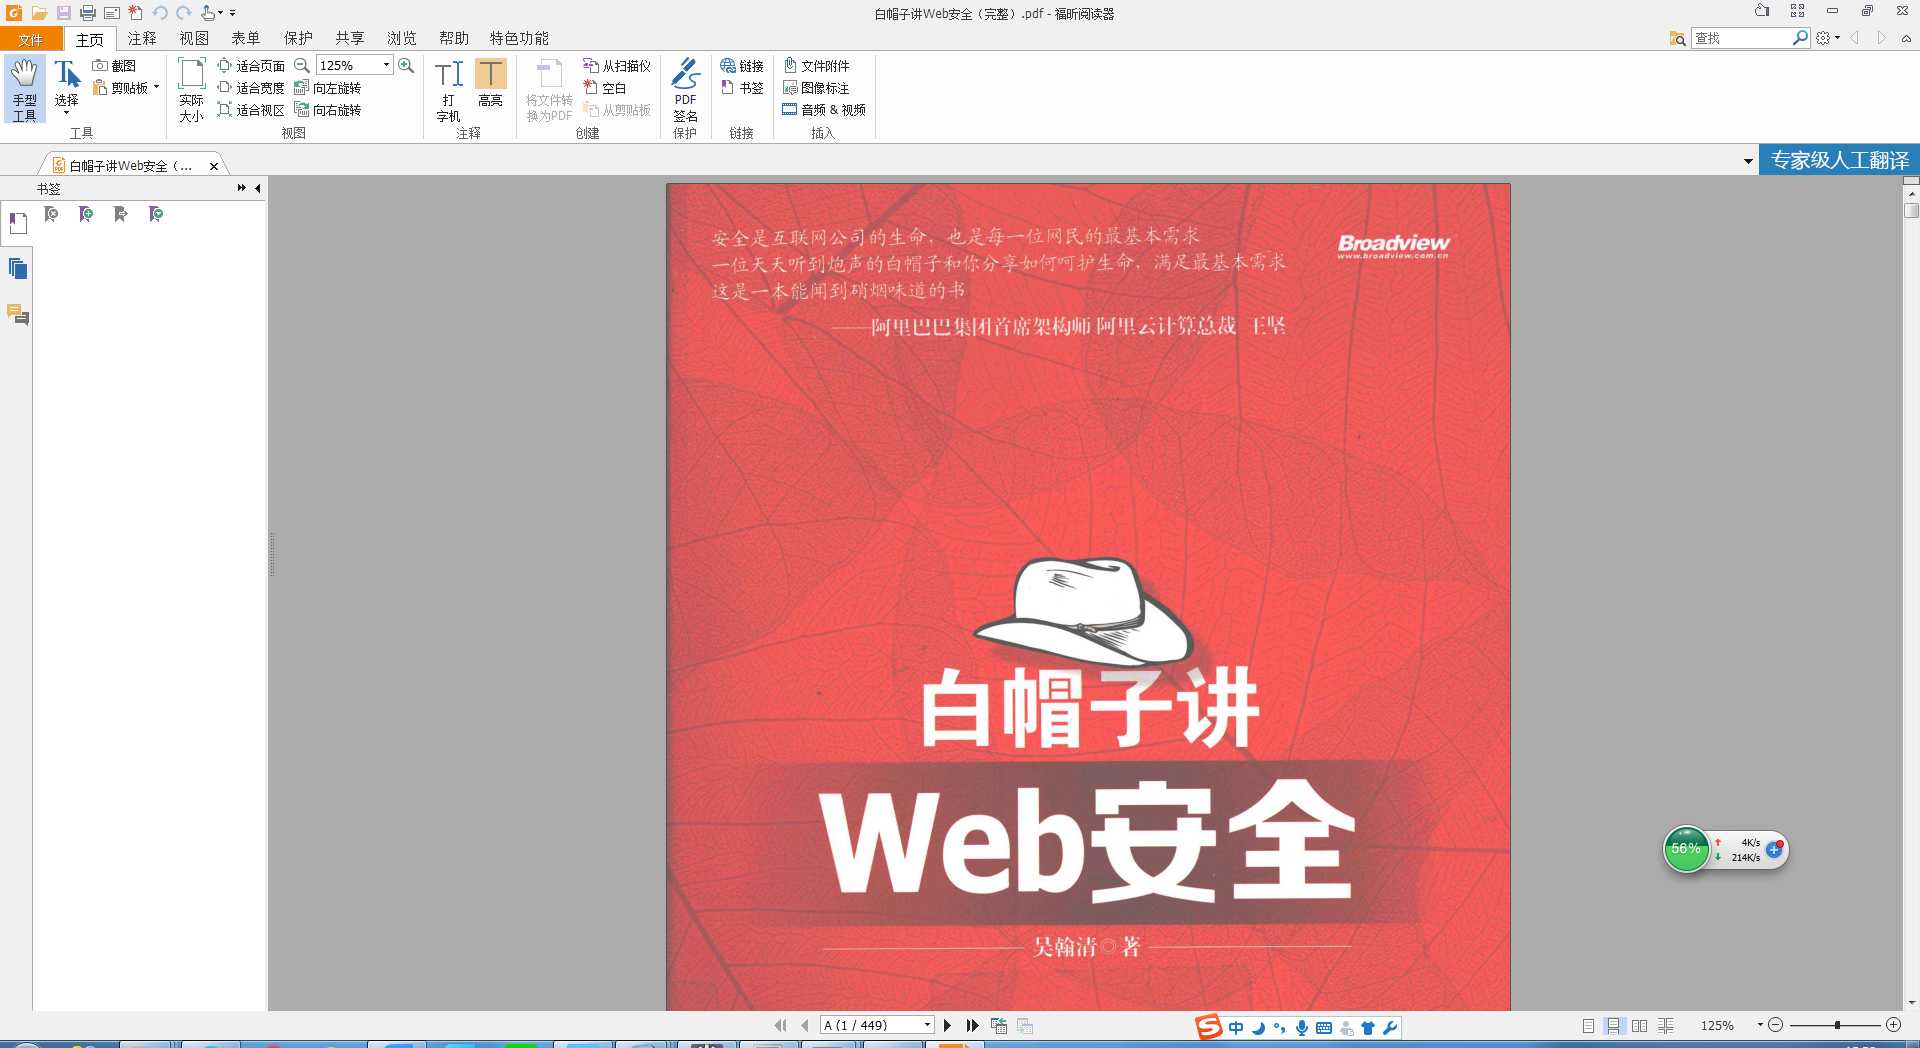 白帽子讲Web安全（完整）.pdf - 福昕阅读器
文件 主页 注释 视图 表单 保护 共享 浏览 帮助 特色功能
查找
手型工具
选择
截图
剪贴板
工具
实际大小
适合页面
适合宽度
适合视区
125%
向左旋转
向右旋转
视图
打字机
高亮
注释
将文件转换为PDF
从扫描仪
空白
从剪贴板
创建
PDF签名
保护
链接
书签
链接
文件附件
图像标注
音频 & 视频
插入
白帽子讲Web安全（...
专家级人工翻译
书签
安全是互联网公司的生命，也是每一位网民的最基本需求
一位天天听到炮声的白帽子和你分享如何呵护生命，满足最基本需求
这是一本能闻到硝烟味道的书
——阿里巴巴集团首席架构师 阿里云计算总裁 王坚
Broadview
www.broadview.com.cn
白帽子讲
Web安全
吴翰清◎著
56%
4K/s
214K/s
A (1 / 449)
中
125%